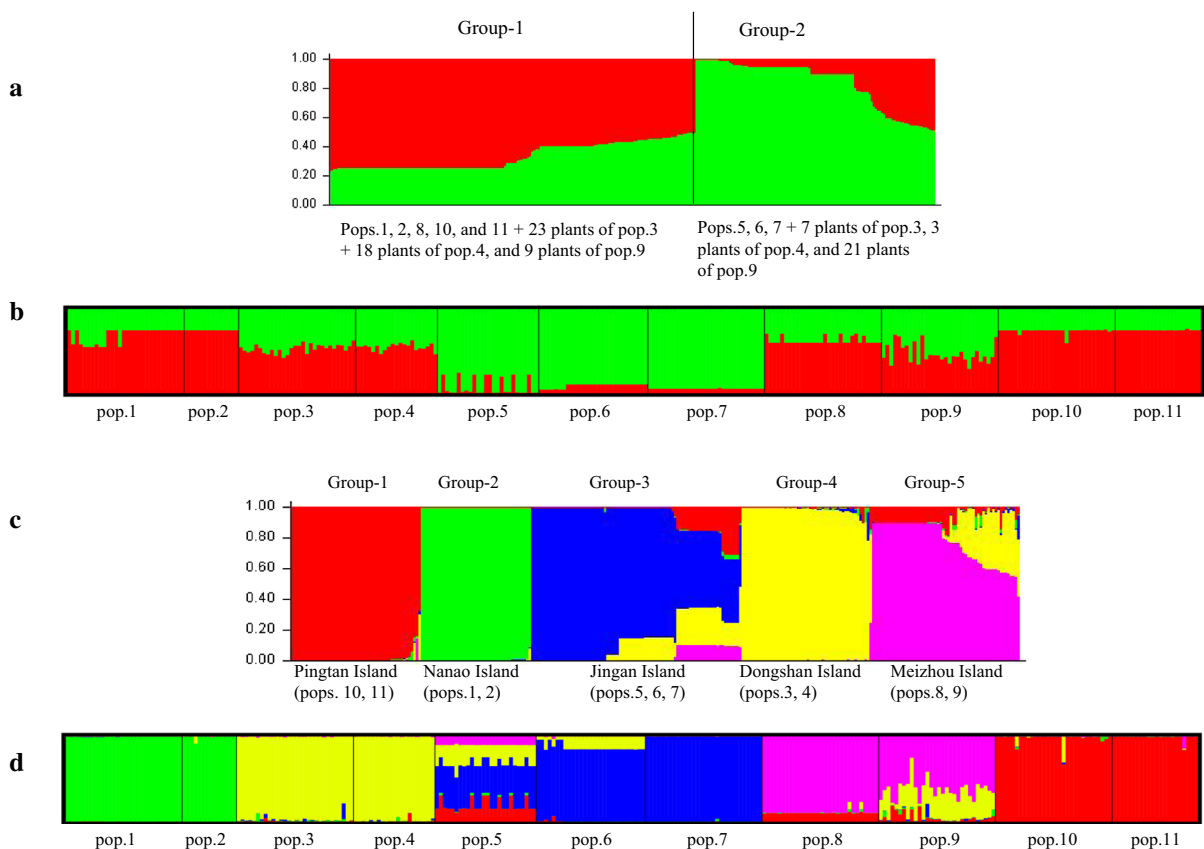 Group-1
Group-2
a
1.00
0.80
0.60
0.40
0.20
0.00
Pops.1, 2, 8, 10, and 11 + 23 plants of pop.3
+ 18 plants of pop.4, and 9 plants of pop.9
Pops.5, 6, 7 + 7 plants of pop.3, 3
plants of pop.4, and 21 plants
of pop.9
b
pop.1 pop.2 pop.3 pop.4 pop.5 pop.6 pop.7 pop.8 pop.9 pop.10 pop.11
Group-1 Group-2 Group-3 Group-4 Group-5
c
1.00
0.80
0.60
0.40
0.20
0.00
Pingtan Island
(pops. 10, 11)
Nanao Island
(pops.1, 2)
Jingan Island
(pops.5, 6, 7)
Dongshan Island
(pops.3, 4)
Meizhou Island
(pops.8, 9)
d
pop.1 pop.2 pop.3 pop.4 pop.5 pop.6 pop.7 pop.8 pop.9 pop.10 pop.11